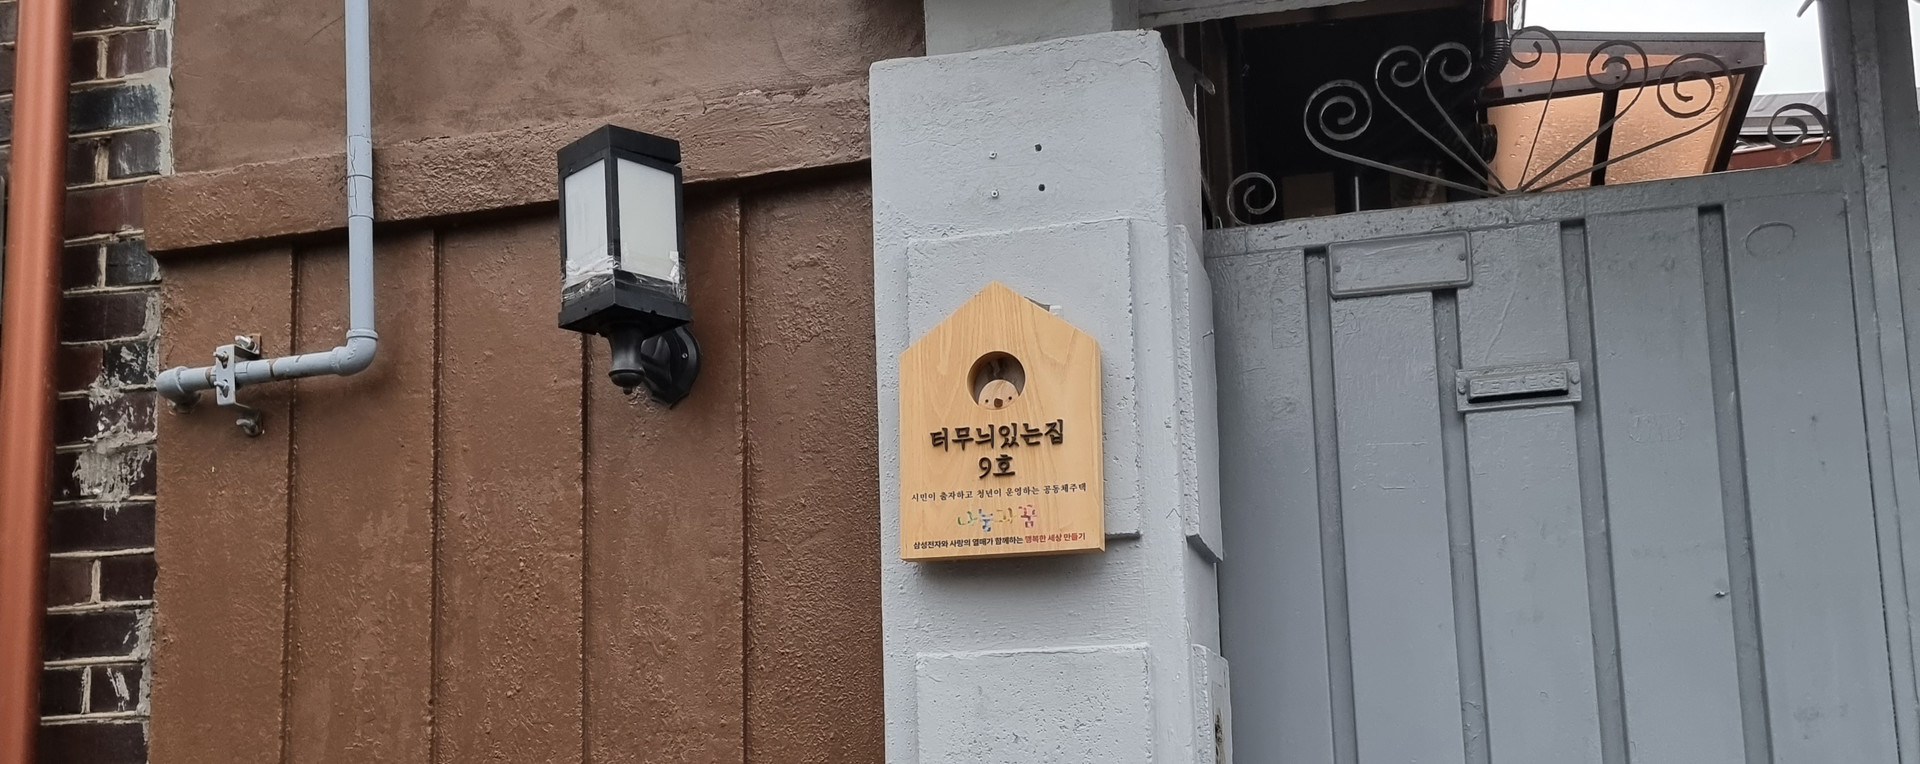 터무늬있는집
9호
시민이 출자하고 청년이 운영하는 공동체주택
나눔과 꿈
삼성전자와 사랑의 열매가 함께하는 행복한 세상 만들기